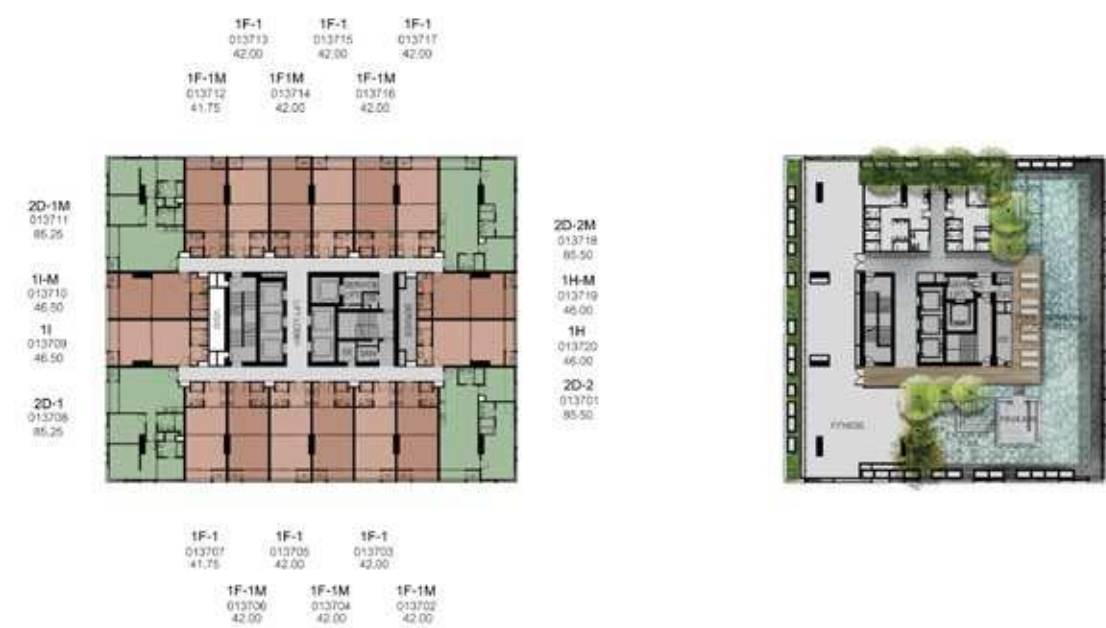 1F-1 1F-1 1F-1
013713 013715 013717
42.00 42.00 42.00
1F-1M 1F1M 1F-1M
013712 013714 013716
41.75 42.00 42.00
2D-1M
013711
85.25
1I-M
013710
46.50
1I
013709
46.50
2D-1
013708
85.25
2D-2M
013718
85.50
1H-M
013719
46.00
1H
013720
46.00
2D-2
013701
85.50
SERVICE
FITNESS
1F-1 1F-1 1F-1
013707 013705 013703
41.75 42.00 42.00
1F-1M 1F-1M 1F-1M
013706 013704 013702
42.00 42.00 42.00